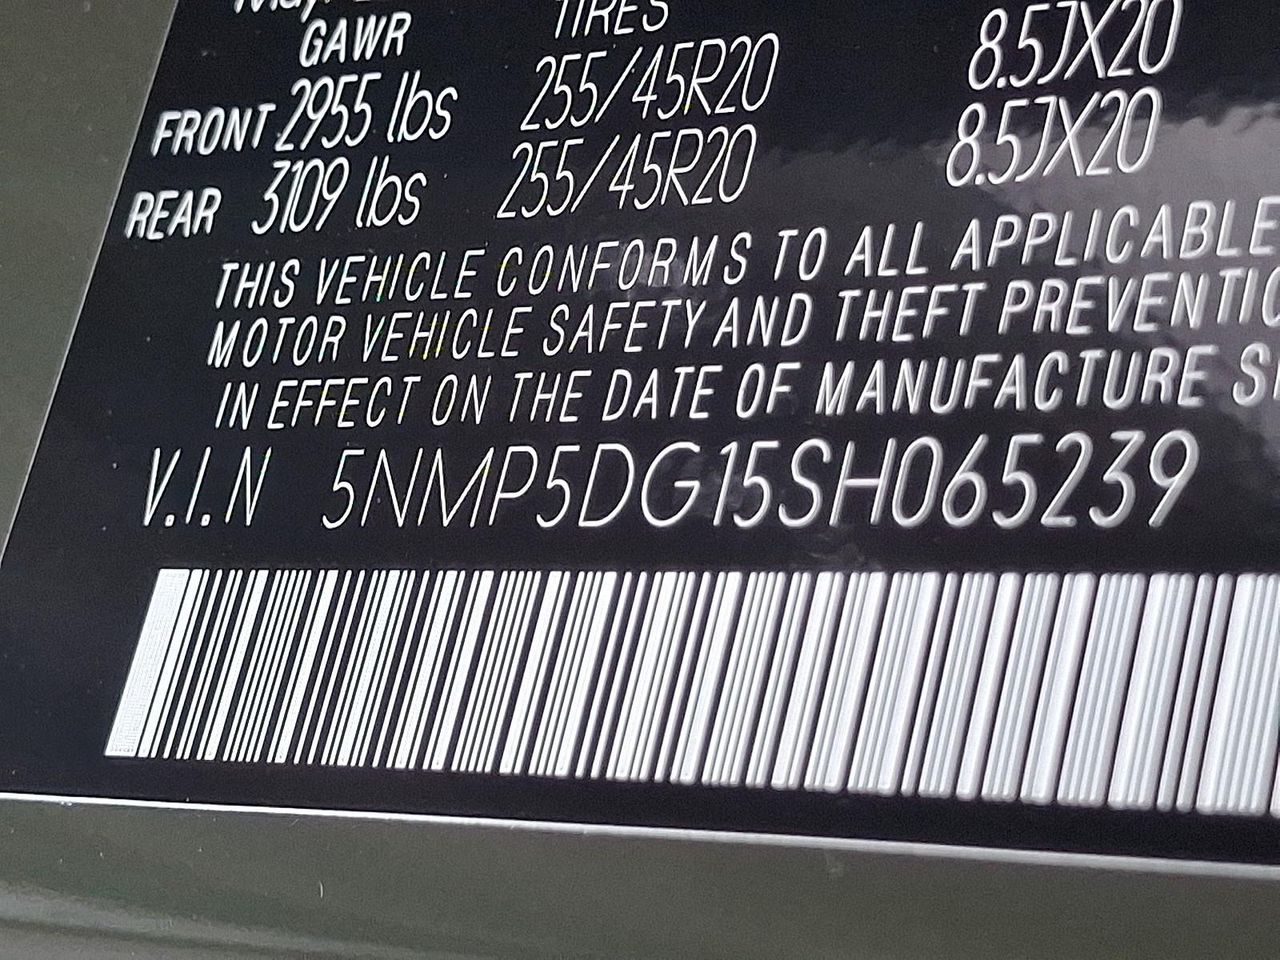 GAWR TIRES
FRONT 2955 lbs 255/45R20 8.5JX20
REAR 3109 lbs 255/45R20 8.5JX20
THIS VEHICLE CONFORMS TO ALL APPLICABLE
MOTOR VEHICLE SAFETY AND THEFT PREVENTIO
IN EFFECT ON THE DATE OF MANUFACTURE S
V.I.N 5NMP5DG15SH065239